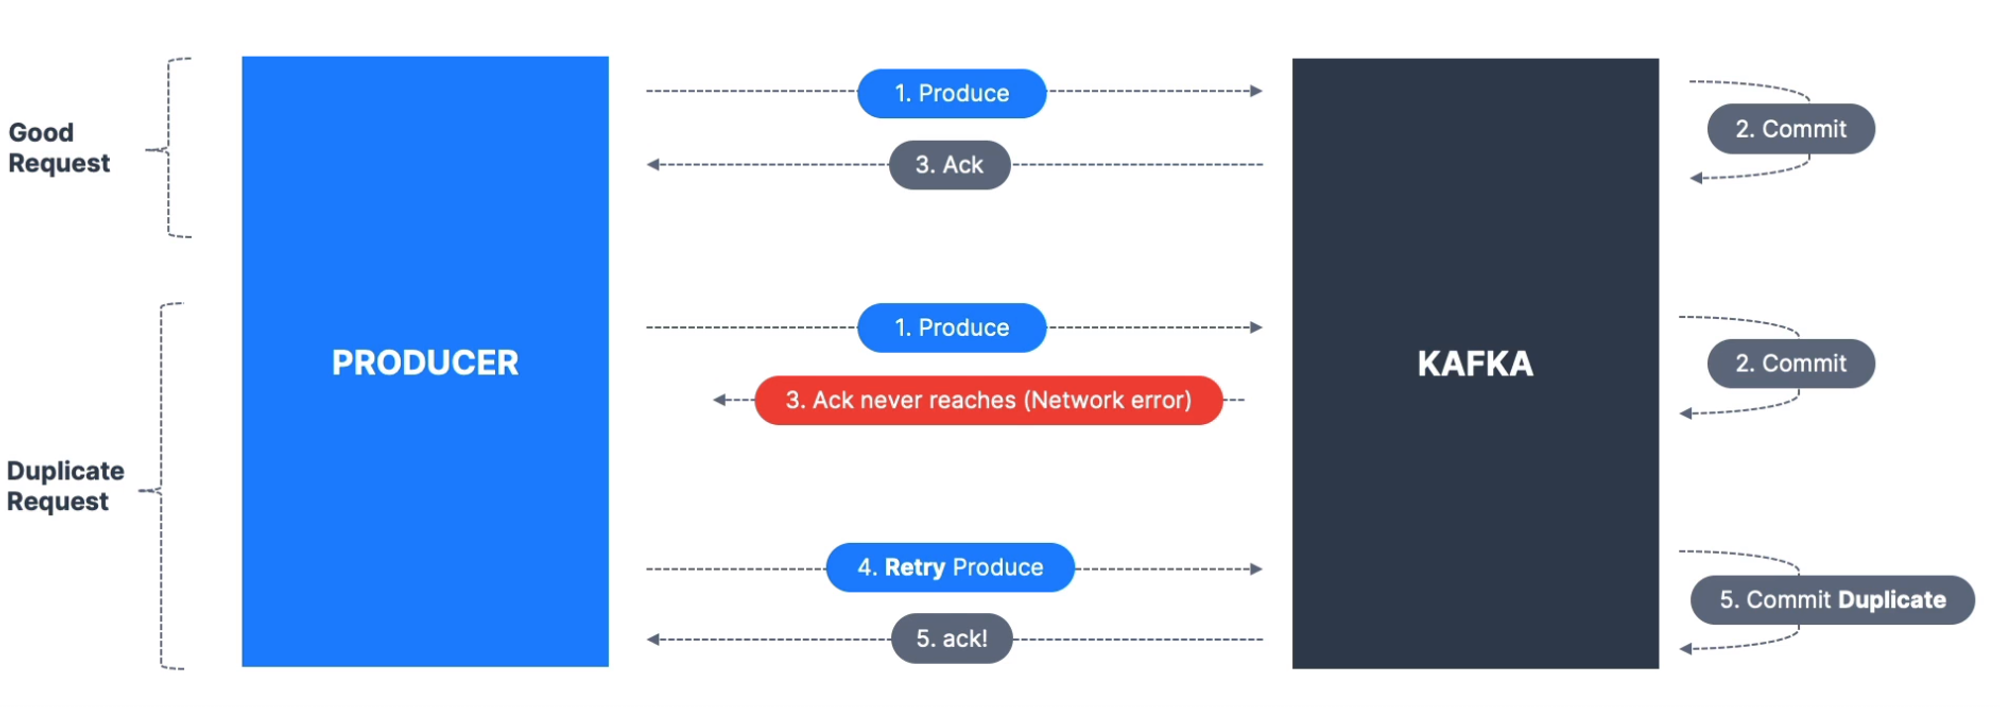 Good
Request
PRODUCER
1. Produce
3. Ack
KAFKA
2. Commit
Duplicate
Request
1. Produce
3. Ack never reaches (Network error)
2. Commit
4. Retry Produce
5. ack!
5. Commit Duplicate